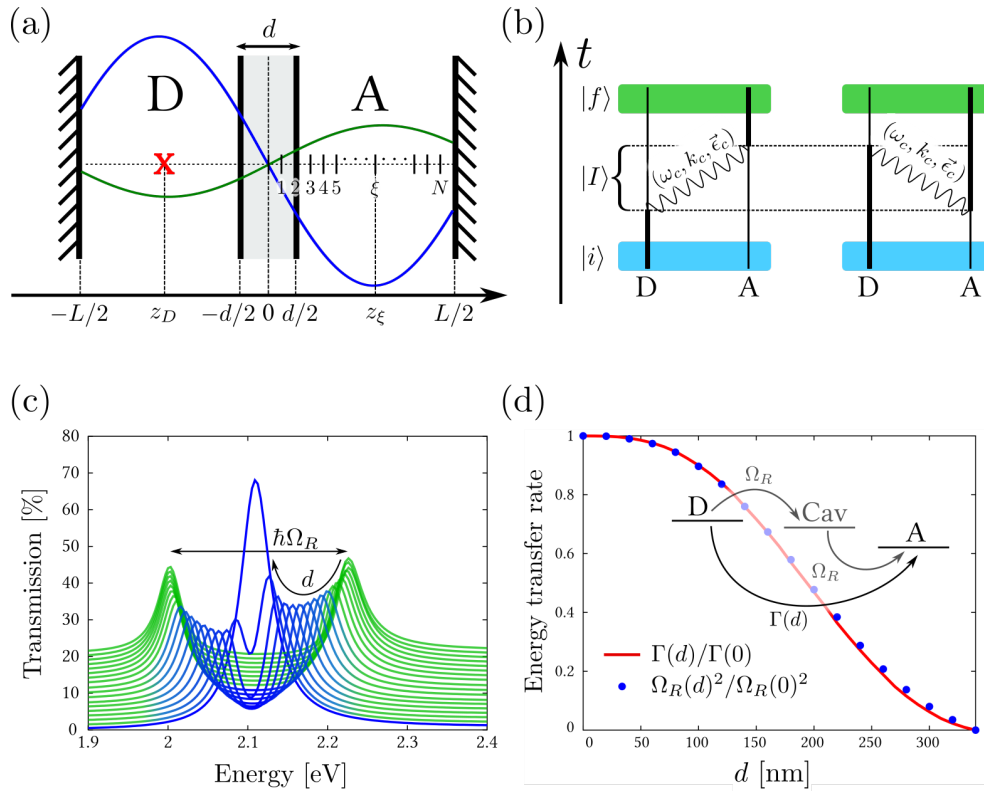 (a)
d
D
A
x
1 2 3 4 5 ξ N
−L/2 z_D −d/2 0 d/2 z_ξ L/2
(b)
t
|f⟩
|I⟩
|i⟩
(ω_c, k_c, ϵ⃗_c)
(ω_c, k_c, ϵ⃗_c)
D A D A
(c)
Transmission [%]
80
70
60
50
40
30
20
10
0
ħΩ_R
d
1.9 2 2.1 2.2 2.3 2.4
Energy [eV]
(d)
Energy transfer rate
1
0.8
0.6
0.4
0.2
0
Ω_R
D
Cav
A
Ω_R
Γ(d)
Γ(d)/Γ(0)
Ω_R(d)²/Ω_R(0)²
0 50 100 150 200 250 300
d [nm]